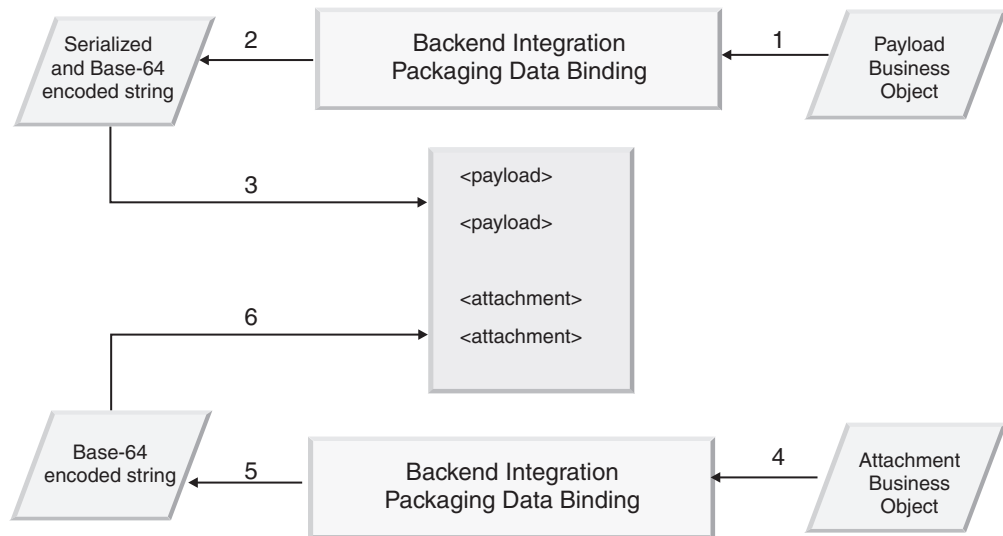 Serialized
and Base-64
encoded string
2
Backend Integration
Packaging Data Binding
1
Payload
Business
Object
3
<payload>
<payload>
<attachment>
<attachment>
6
Base-64
encoded string
5
Backend Integration
Packaging Data Binding
4
Attachment
Business
Object